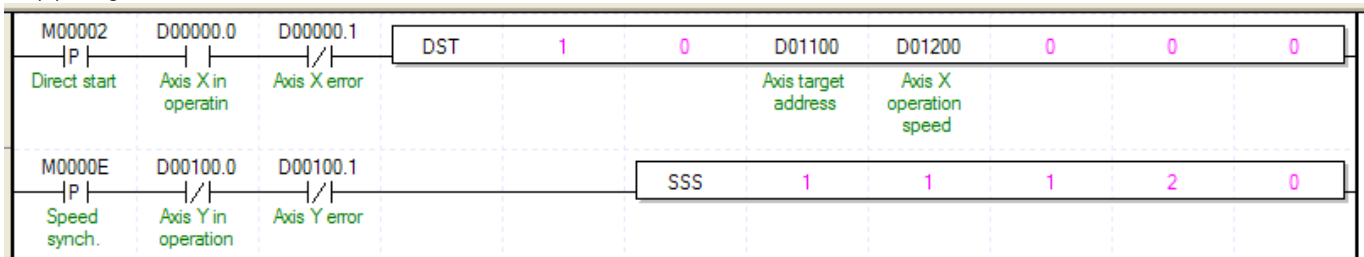 M00002 D00000.0 D00000.1
P DST 1 0 D01100 D01200 0 0 0
Direct start Axis X in operatin Axis X error Axis target address Axis X operation speed
M0000E D00100.0 D00100.1
P SSS 1 1 1 2 0
Speed synch. Axis Y in operation Axis Y error